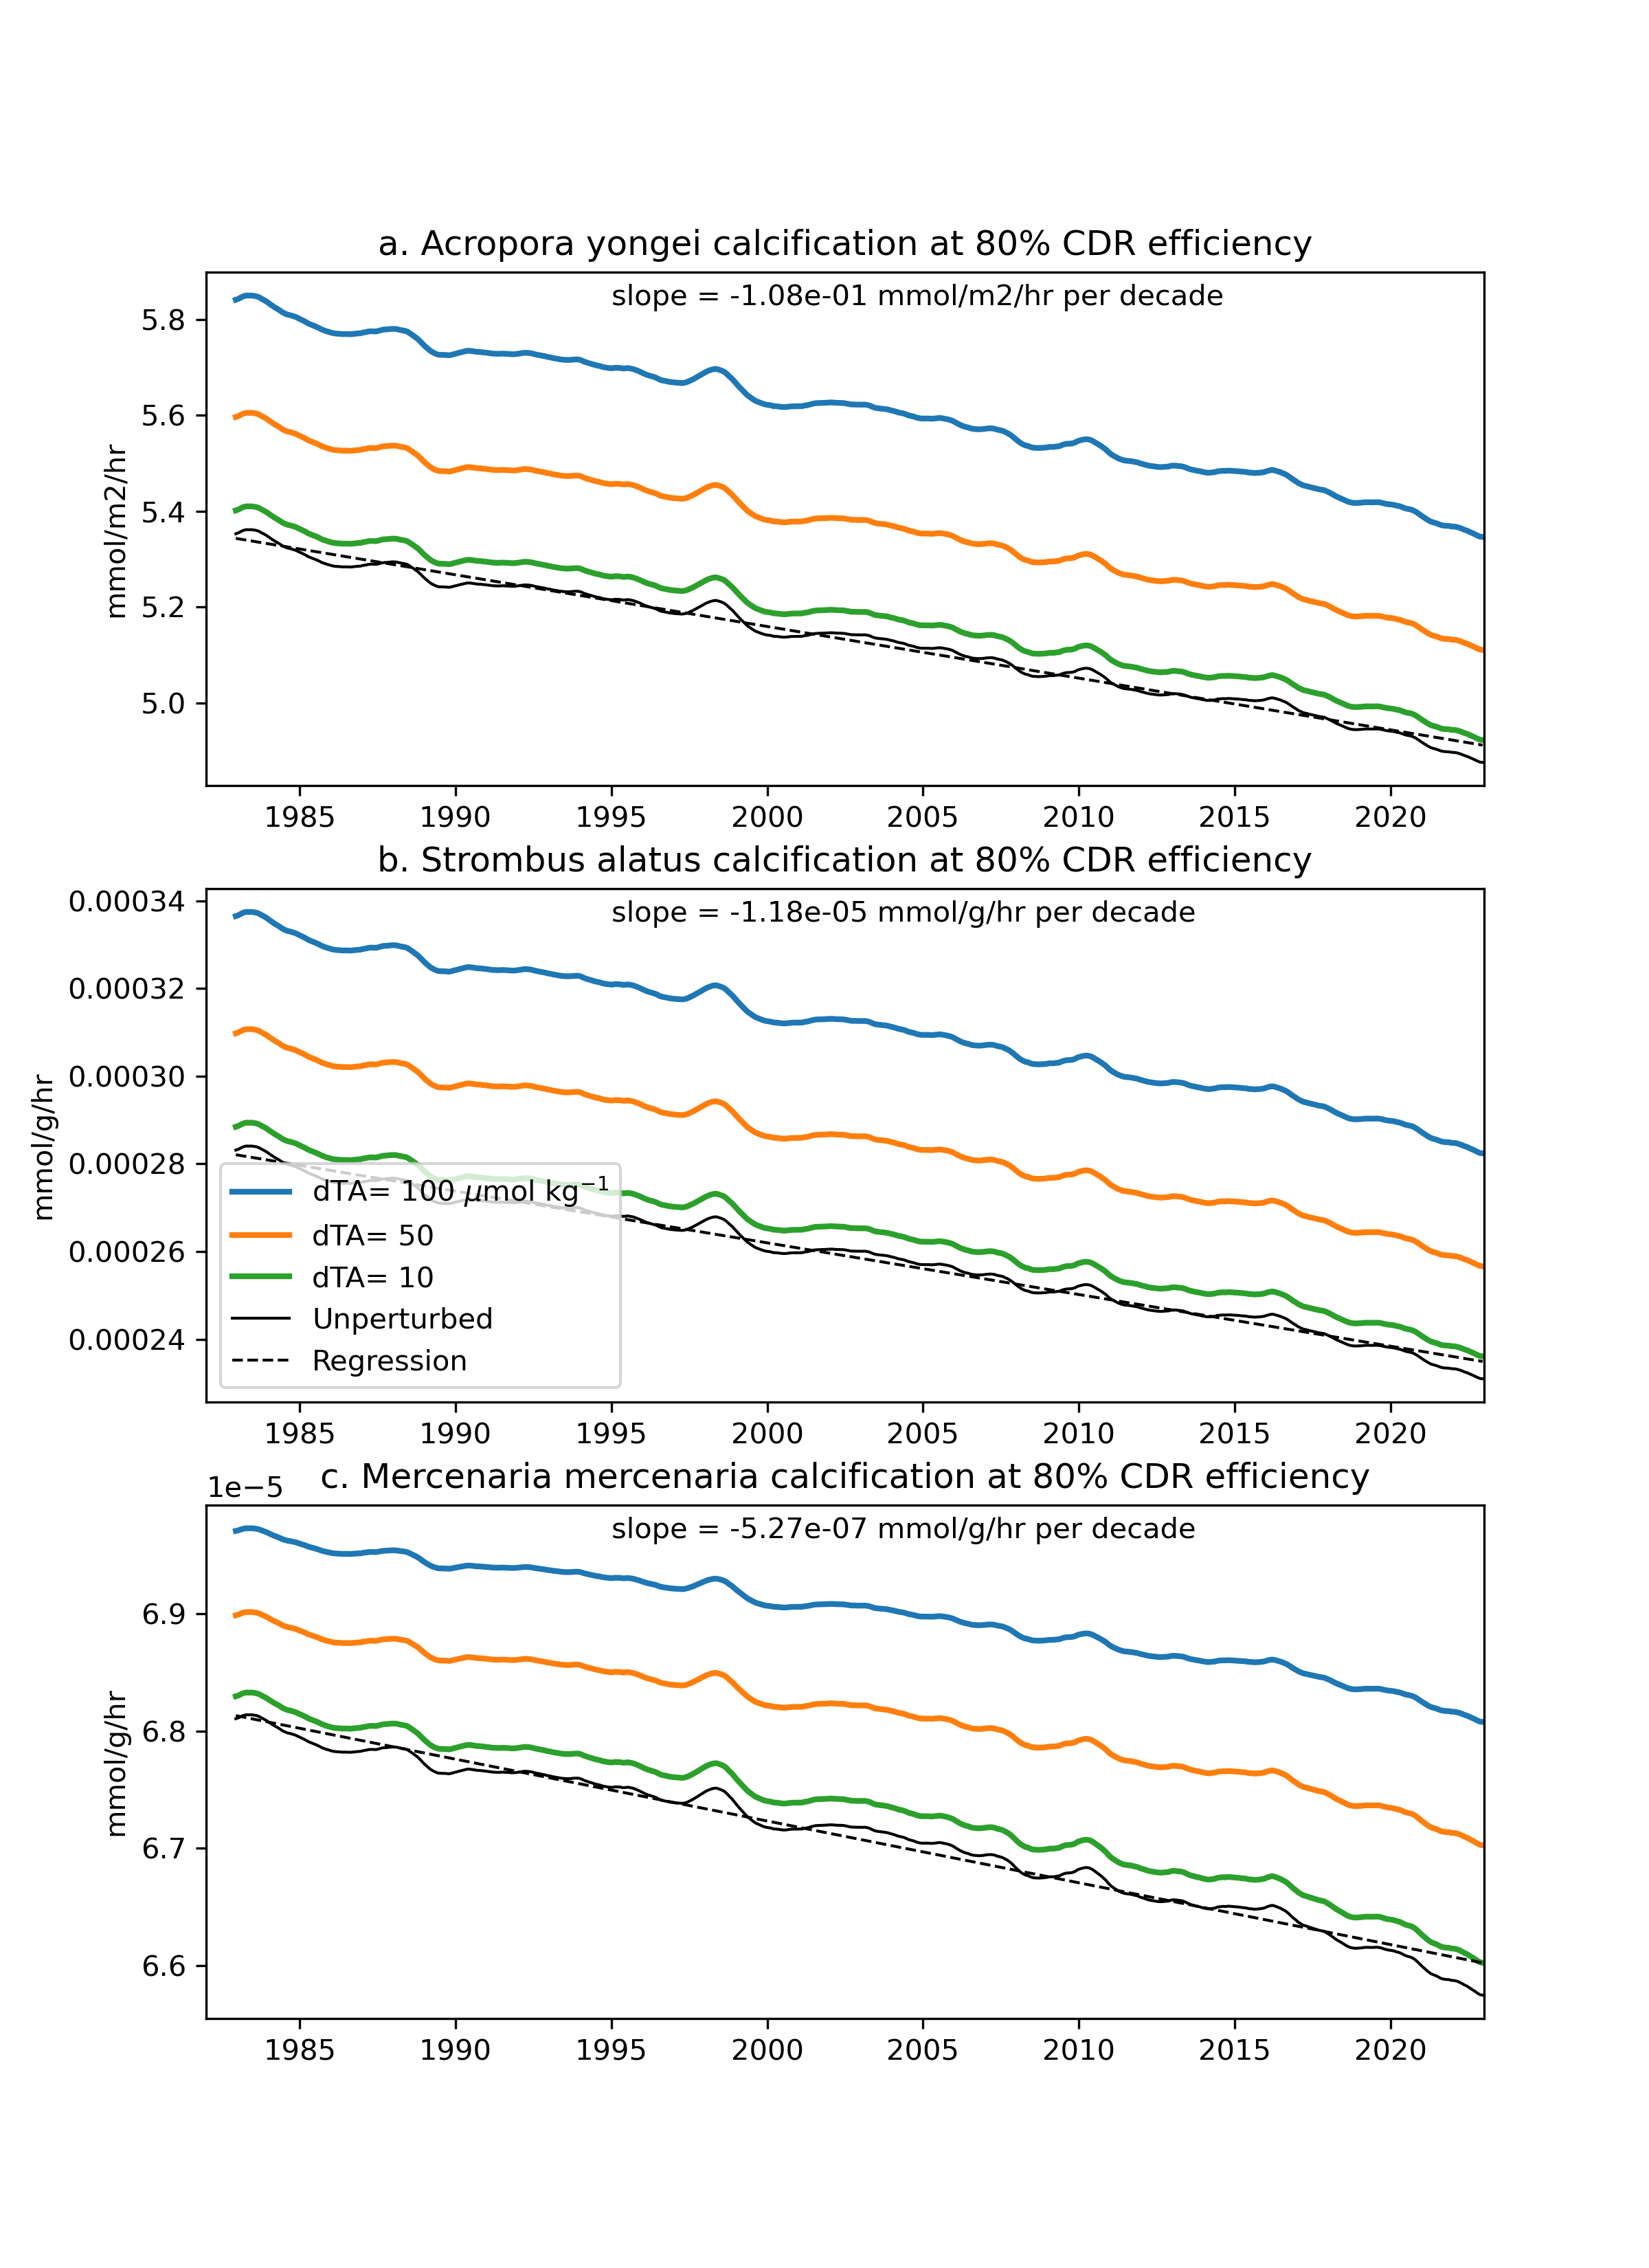 a. Acropora yongei calcification at 80% CDR efficiency
slope = -1.08e-01 mmol/m2/hr per decade
5.8
5.6
5.4
5.2
5.0
mmol/m2/hr
1985 1990 1995 2000 2005 2010 2015 2020
b. Strombus alatus calcification at 80% CDR efficiency
slope = -1.18e-05 mmol/g/hr per decade
0.00034
0.00032
0.00030
0.00028
0.00026
0.00024
mmol/g/hr
dTA= 100 μmol kg⁻¹
dTA= 50
dTA= 10
Unperturbed
Regression
1985 1990 1995 2000 2005 2010 2015 2020
1e−5
c. Mercenaria mercenaria calcification at 80% CDR efficiency
slope = -5.27e-07 mmol/g/hr per decade
6.9
6.8
6.7
6.6
mmol/g/hr
1985 1990 1995 2000 2005 2010 2015 2020